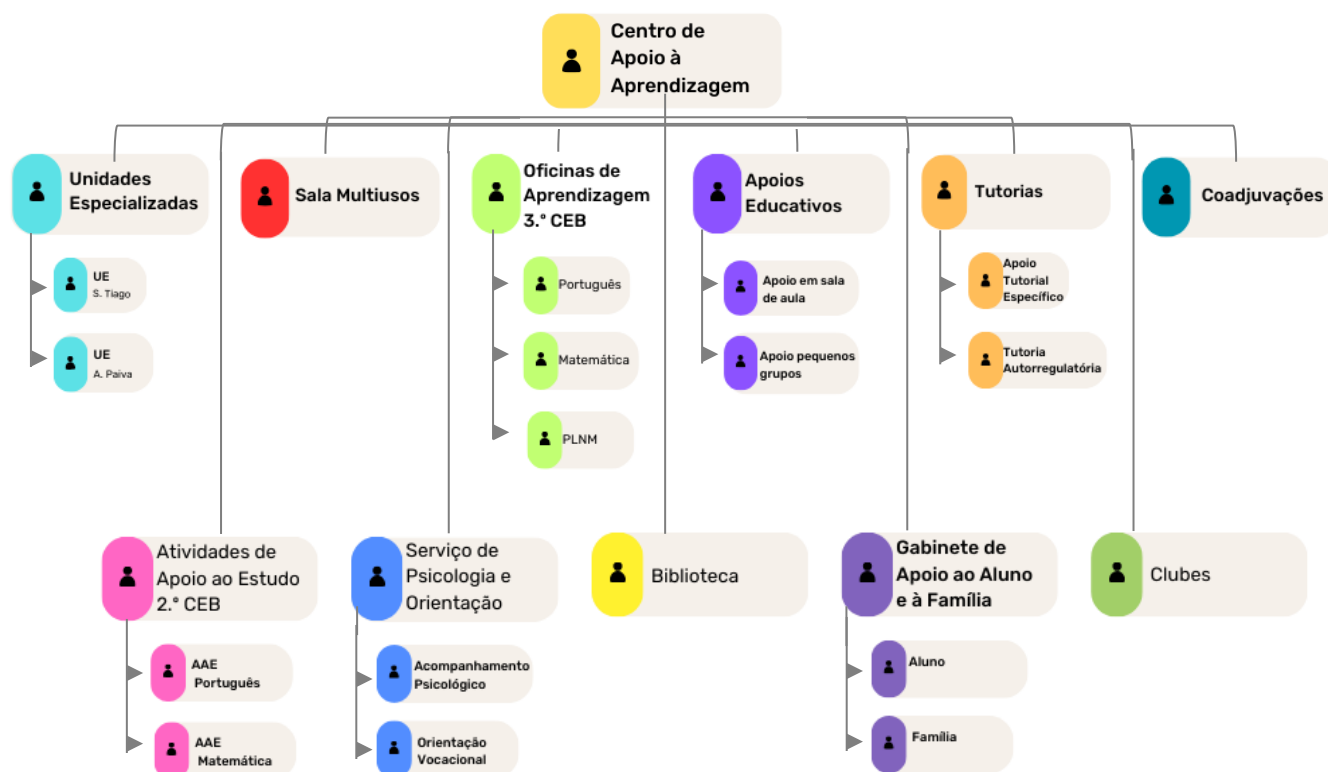 Centro de
Apoio à
Aprendizagem
Unidades
Especializadas
UE
S. Tiago
UE
A. Paiva
Sala Multiusos
Oficinas de
Aprendizagem
3.º CEB
Português
Matemática
PLNM
Apoios
Educativos
Apoio em sala
de aula
Apoio pequenos
grupos
Tutorias
Apoio
Tutorial
Específico
Tutoria
Autorregulatória
Coadjuvações
Atividades de
Apoio ao Estudo
2.º CEB
AAE
Português
AAE
Matemática
Serviço de
Psicologia e
Orientação
Acompanhamento
Psicológico
Orientação
Vocacional
Biblioteca
Gabinete de
Apoio ao Aluno
e à Família
Aluno
Família
Clubes